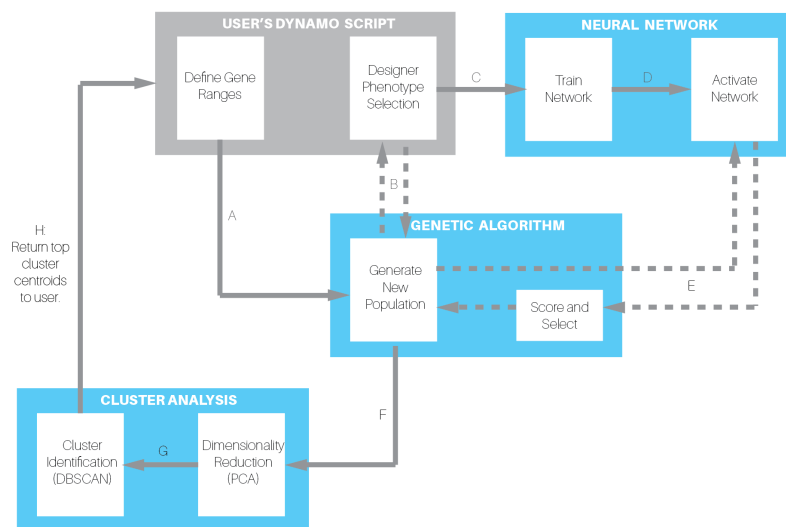 USER'S DYNAMO SCRIPT
NEURAL NETWORK
Define Gene
Ranges
Designer
Phenotype
Selection
C
Train
Network
D
Activate
Network
B
A
H:
Return top
cluster
centroids
to user.
GENETIC ALGORITHM
Generate
New
Population
E
Score and
Select
F
CLUSTER ANALYSIS
Cluster
Identification
(DBSCAN)
G
Dimensionality
Reduction
(PCA)